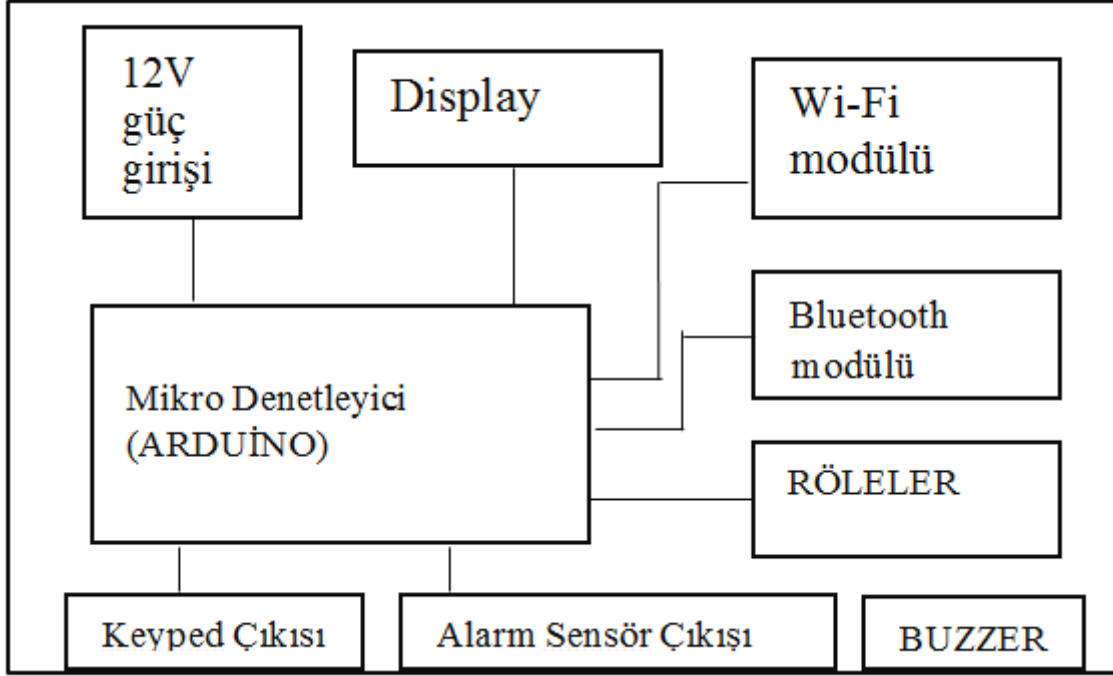 12V
güç
girişi
Display
Wi-Fi
modülü
Bluetooth
modülü
Mikro Denetleyici
(ARDUİNO)
RÖLELER
Keyped Çıkısı
Alarm Sensör Çıkışı
BUZZER